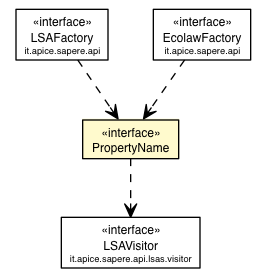 «interface»
LSAFactory
it.apice.sapere.api
«interface»
EcolawFactory
it.apice.sapere.api
«interface»
PropertyName
«interface»
LSAVisitor
it.apice.sapere.api.lsas.visitor